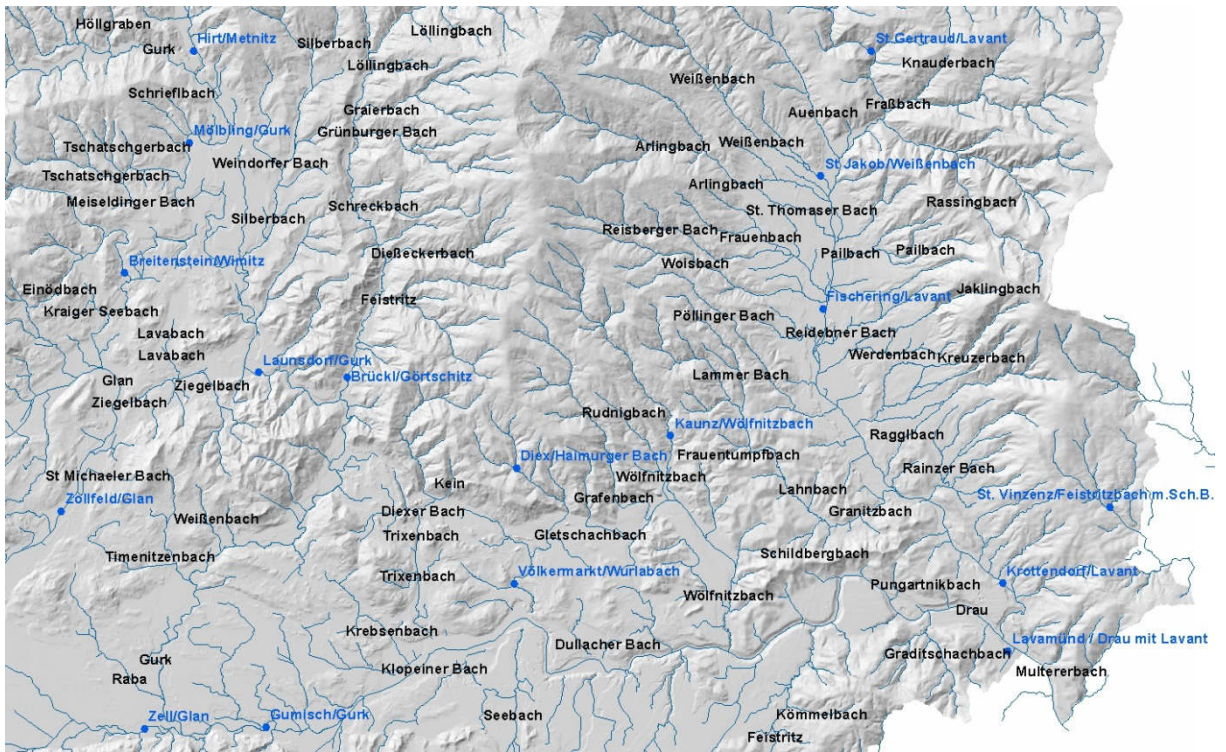 Höllgraben
Löllingbach
Gurk
Hirt/Metnitz
Silberbach
St Gertraud/Lavant
Löllingbach
Knauderbach
Weißenbach
Schrieflbach
Graierbach
Fraßbach
Auenbach
Mölbling/Gurk
Grünburger Bach
Tschatschgerbach
Arlingbach
Weißenbach
Weindorfer Bach
St Jakob/Weißenbach
Tschatschgerbach
Arlingbach
Meiseldinger Bach
Schreckbach
St. Thomaser Bach
Rassingbach
Silberbach
Reisberger Bach
Frauenbach
Dießeckerbach
Pailbach
Pailbach
Breitenstein/Wimitz
Woisbach
Einödbach
Jaklingbach
Feistritz
Kraiger Seebach
Fischering/Lavant
Pöllinger Bach
Lavabach
Reidebner Bach
Lavabach
Werdenbach
Kreuzerbach
Launsdorf/Gurk
Glan
Ziegelbach
Brückl/Görtschitz
Lammer Bach
Ziegelbach
Rudnigbach
Kaunz/Wölfnitzbach
Ragglbach
Diex/Haimurger Bach
Frauentumpfbach
Rainzer Bach
St Michaeler Bach
Kein
Wölfnitzbach
Lahnbach
Zollfeld/Glan
Grafenbach
St. Vinzenz/Feistritzbach m.Sch.B.
Weißenbach
Diexer Bach
Granitzbach
Trixenbach
Gletschachbach
Timenitzenbach
Schildbergbach
Trixenbach
Völkermarkt/Wurlabach
Pungartnikbach
Krottendorf/Lavant
Wölfnitzbach
Drau
Krebsenbach
Dullacher Bach
Lavamünd / Drau mit Lavant
Gurk
Klopeiner Bach
Graditschachbach
Raba
Multererbach
Zell/Glan
Gumisch/Gurk
Seebach
Kömmelbach
Feistritz